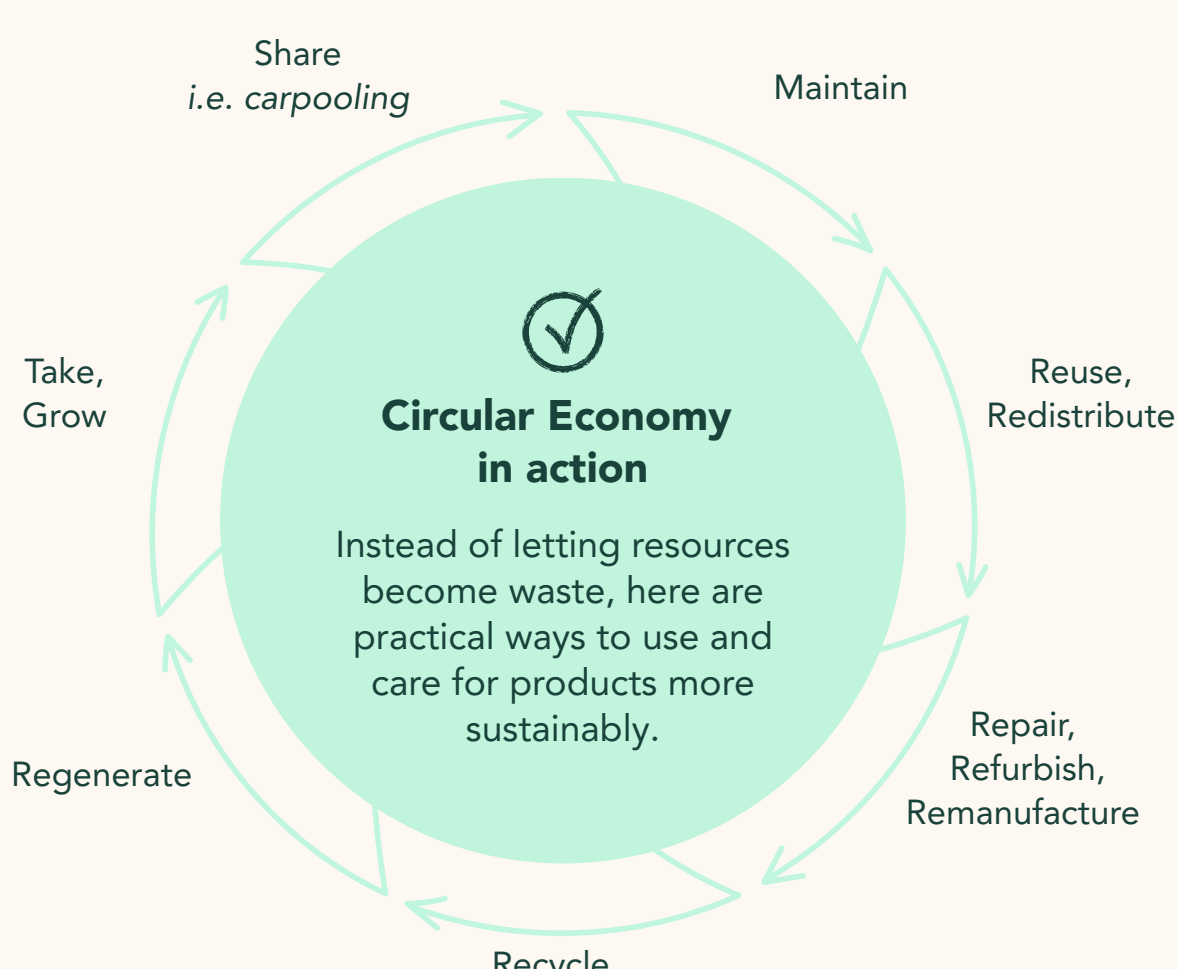 Share
i.e. carpooling
Maintain
Reuse,
Redistribute
Repair,
Refurbish,
Remanufacture
Recycle
Regenerate
Take,
Grow
Circular Economy
in action
Instead of letting resources
become waste, here are
practical ways to use and
care for products more
sustainably.